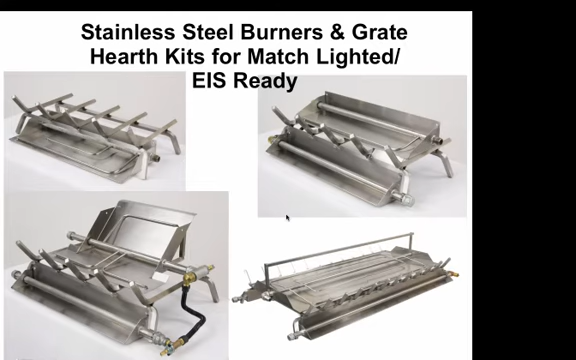 Stainless Steel Burners & Grate
Hearth Kits for Match Lighted/
EIS Ready